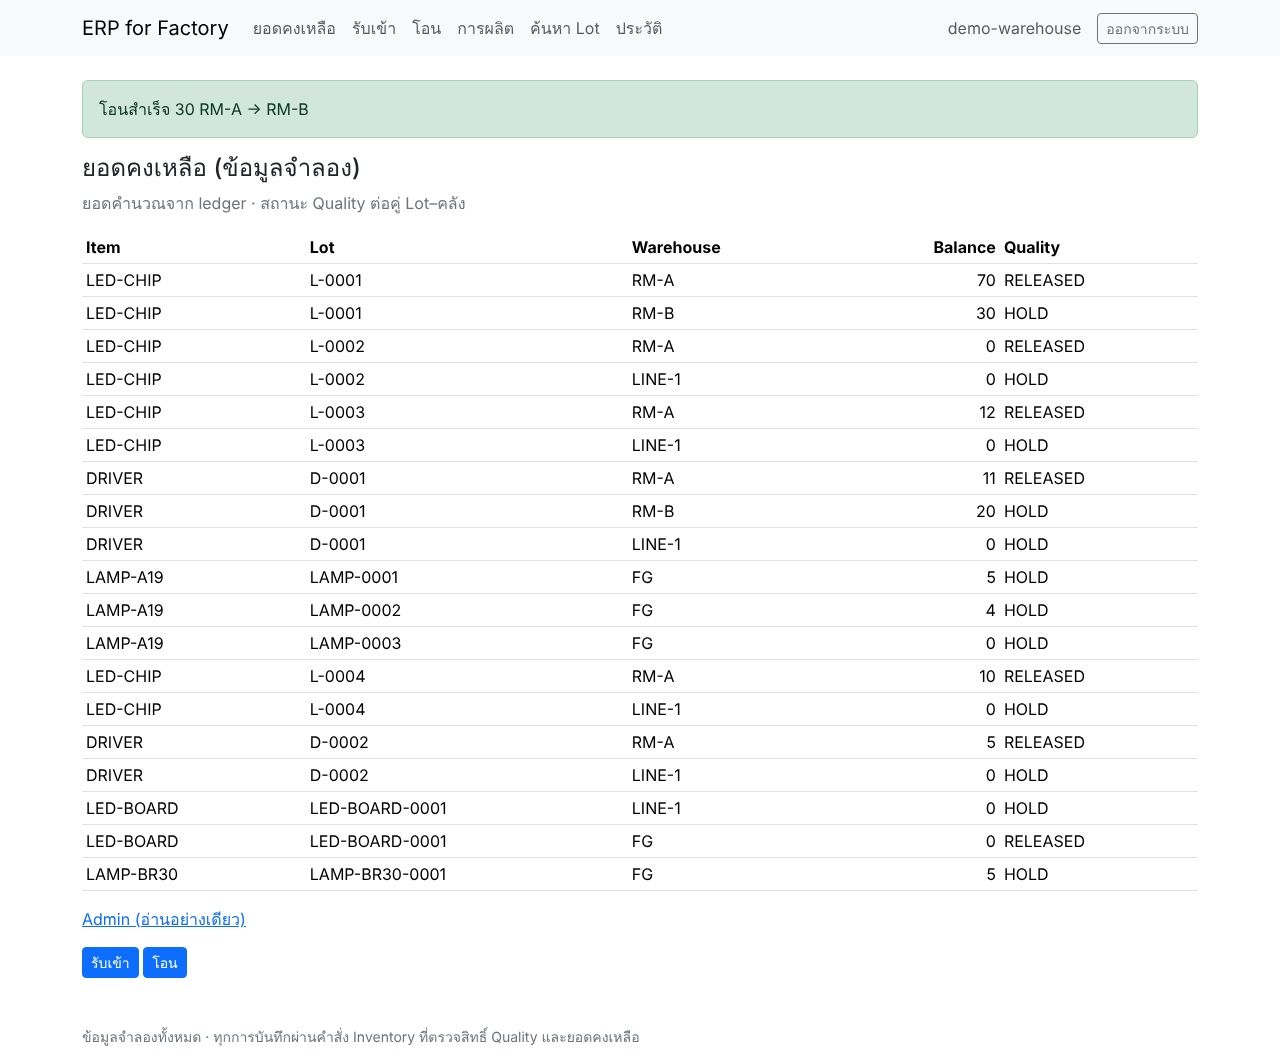 ERP for Factory ยอดคงเหลือ รับเข้า โอน การผลิต ค้นหา Lot ประวัติ demo-warehouse ออกจากระบบ
โอนสำเร็จ 30 RM-A → RM-B
ยอดคงเหลือ (ข้อมูลจำลอง)
ยอดคำนวณจาก ledger · สถานะ Quality ต่อคู่ Lot–คลัง
Item Lot Warehouse Balance Quality
LED-CHIP L-0001 RM-A 70 RELEASED
LED-CHIP L-0001 RM-B 30 HOLD
LED-CHIP L-0002 RM-A 0 RELEASED
LED-CHIP L-0002 LINE-1 0 HOLD
LED-CHIP L-0003 RM-A 12 RELEASED
LED-CHIP L-0003 LINE-1 0 HOLD
DRIVER D-0001 RM-A 11 RELEASED
DRIVER D-0001 RM-B 20 HOLD
DRIVER D-0001 LINE-1 0 HOLD
LAMP-A19 LAMP-0001 FG 5 HOLD
LAMP-A19 LAMP-0002 FG 4 HOLD
LAMP-A19 LAMP-0003 FG 0 HOLD
LED-CHIP L-0004 RM-A 10 RELEASED
LED-CHIP L-0004 LINE-1 0 HOLD
DRIVER D-0002 RM-A 5 RELEASED
DRIVER D-0002 LINE-1 0 HOLD
LED-BOARD LED-BOARD-0001 LINE-1 0 HOLD
LED-BOARD LED-BOARD-0001 FG 0 RELEASED
LAMP-BR30 LAMP-BR30-0001 FG 5 HOLD
Admin (อ่านอย่างเดียว)
รับเข้า โอน
ข้อมูลจำลองทั้งหมด · ทุกการบันทึกผ่านคำสั่ง Inventory ที่ตรวจสิทธิ์ Quality และยอดคงเหลือ